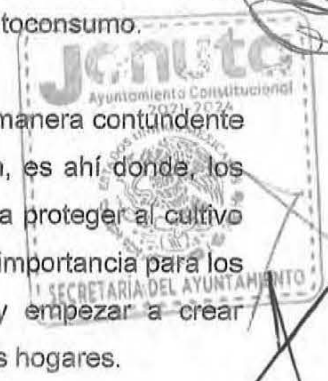 toconsumo.
Jonuta
Ayuntamiento Constitucional
2021-2024
manera contundente
es ahí donde, los
a proteger al cultivo
importancia para los
SECRETARÍA DEL AYUNTAMIENTO
y empezar a crear
s hogares.